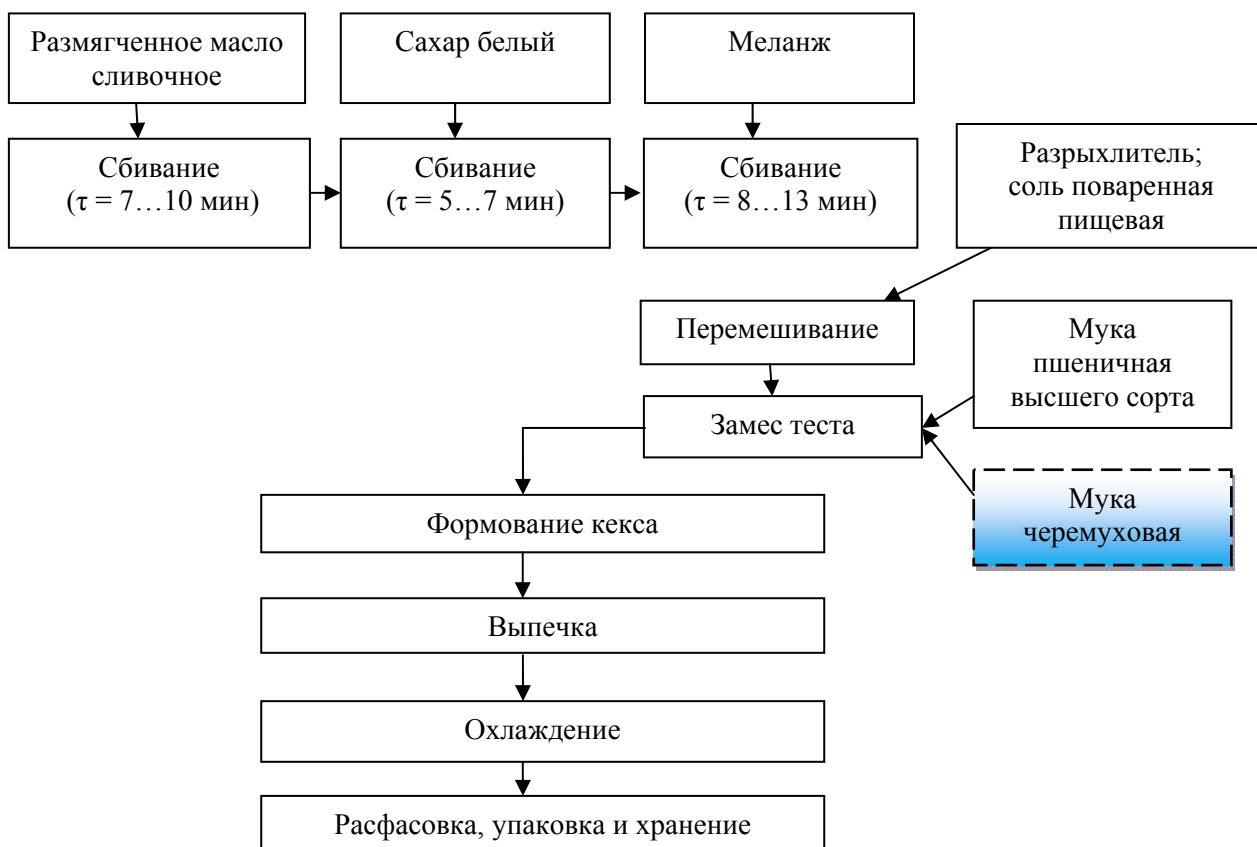 Размягченное масло
сливочное
Сахар белый
Меланж
Сбивание
(τ = 7…10 мин)
Сбивание
(τ = 5…7 мин)
Сбивание
(τ = 8…13 мин)
Разрыхлитель;
соль поваренная
пищевая
Перемешивание
Мука
пшеничная
высшего сорта
Замес теста
Мука
черемуховая
Формование кекса
Выпечка
Охлаждение
Расфасовка, упаковка и хранение